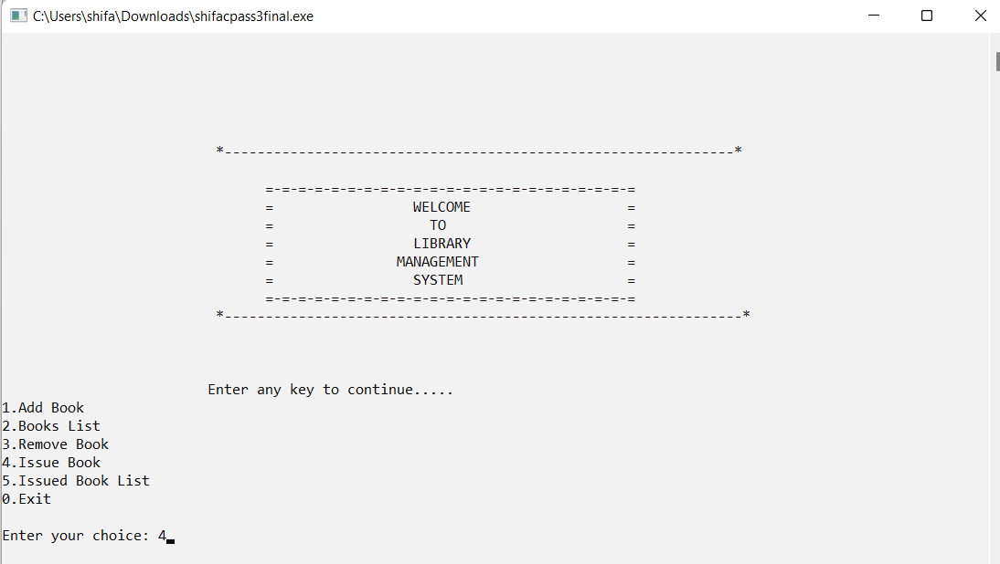 C:\Users\shifa\Downloads\shifacpass3final.exe
*--------------------------------------------------------------*
=-=-=-=-=-=-=-=-=-=-=-=-=-=-=-=-=-=-=-=-=-=-=
= WELCOME =
= TO =
= LIBRARY =
= MANAGEMENT =
= SYSTEM =
=-=-=-=-=-=-=-=-=-=-=-=-=-=-=-=-=-=-=-=-=-=-=
*---------------------------------------------------------------*
Enter any key to continue.....
1.Add Book
2.Books List
3.Remove Book
4.Issue Book
5.Issued Book List
0.Exit
Enter your choice: 4